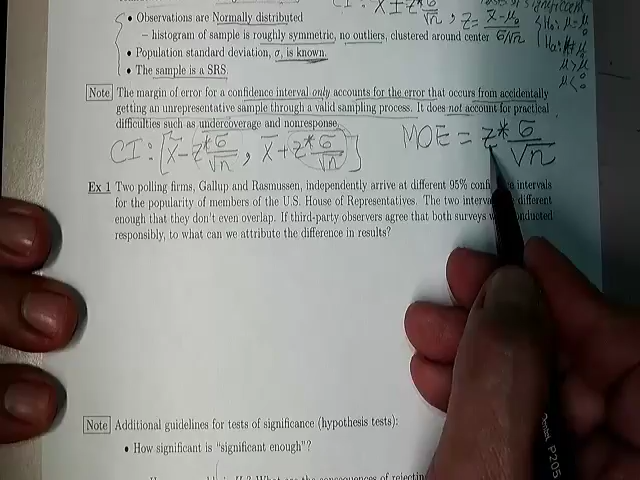 CI: x̄ ± z* σ/√n , z = (x̄ - μ₀)/(σ/√n)
H₀: μ = μ₀
Hₐ: μ ≠ μ₀
μ > μ₀
μ < μ₀
• Observations are Normally distributed
– histogram of sample is roughly symmetric, no outliers, clustered around center
• Population standard deviation, σ, is known.
• The sample is a SRS.
Note The margin of error for a confidence interval only accounts for the error that occurs from accidentally
getting an unrepresentative sample through a valid sampling process. It does not account for practical
difficulties such as undercoverage and nonresponse.
CI: [x̄ - z* σ/√n , x̄ + z* σ/√n]
MOE = z* σ/√n
Ex 1 Two polling firms, Gallup and Rasmussen, independently arrive at different 95% intervals
for the popularity of members of the U.S. House of Representatives. The two different
enough that they don't even overlap. If third-party observers agree that both surveys
responsibly, to what can we attribute the difference in results?
Note Additional guidelines for tests of significance (hypothesis tests):
• How significant is "significant enough"?
P205